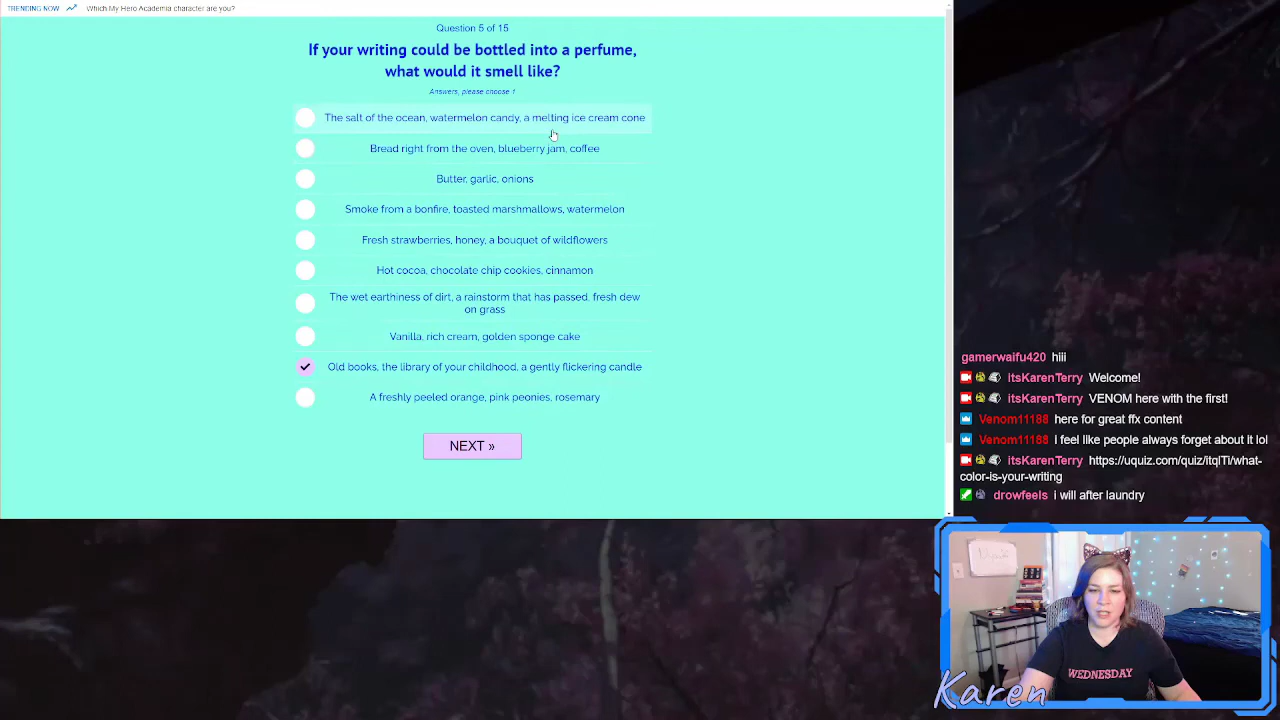 TRENDING NOW Which My Hero Academia character are you?
Question 5 of 15
If your writing could be bottled into a perfume,
what would it smell like?
Answers, please choose 1
The salt of the ocean, watermelon candy, a melting ice cream cone
Bread right from the oven, blueberry jam, coffee
Butter, garlic, onions
Smoke from a bonfire, toasted marshmallows, watermelon
Fresh strawberries, honey, a bouquet of wildflowers
Hot cocoa, chocolate chip cookies, cinnamon
The wet earthiness of dirt, a rainstorm that has passed, fresh dew
on grass
Vanilla, rich cream, golden sponge cake
Old books, the library of your childhood, a gently flickering candle
A freshly peeled orange, pink peonies, rosemary
NEXT »
gamerwaifu420 hiii
itsKarenTerry Welcome!
itsKarenTerry VENOM here with the first!
Venom11188 here for great ffx content
Venom11188 i feel like people always forget about it lol
itsKarenTerry https://uquiz.com/quiz/itqITi/what-
color-is-your-writing
drowfeels i will after laundry
WEDNESDAY
Karen